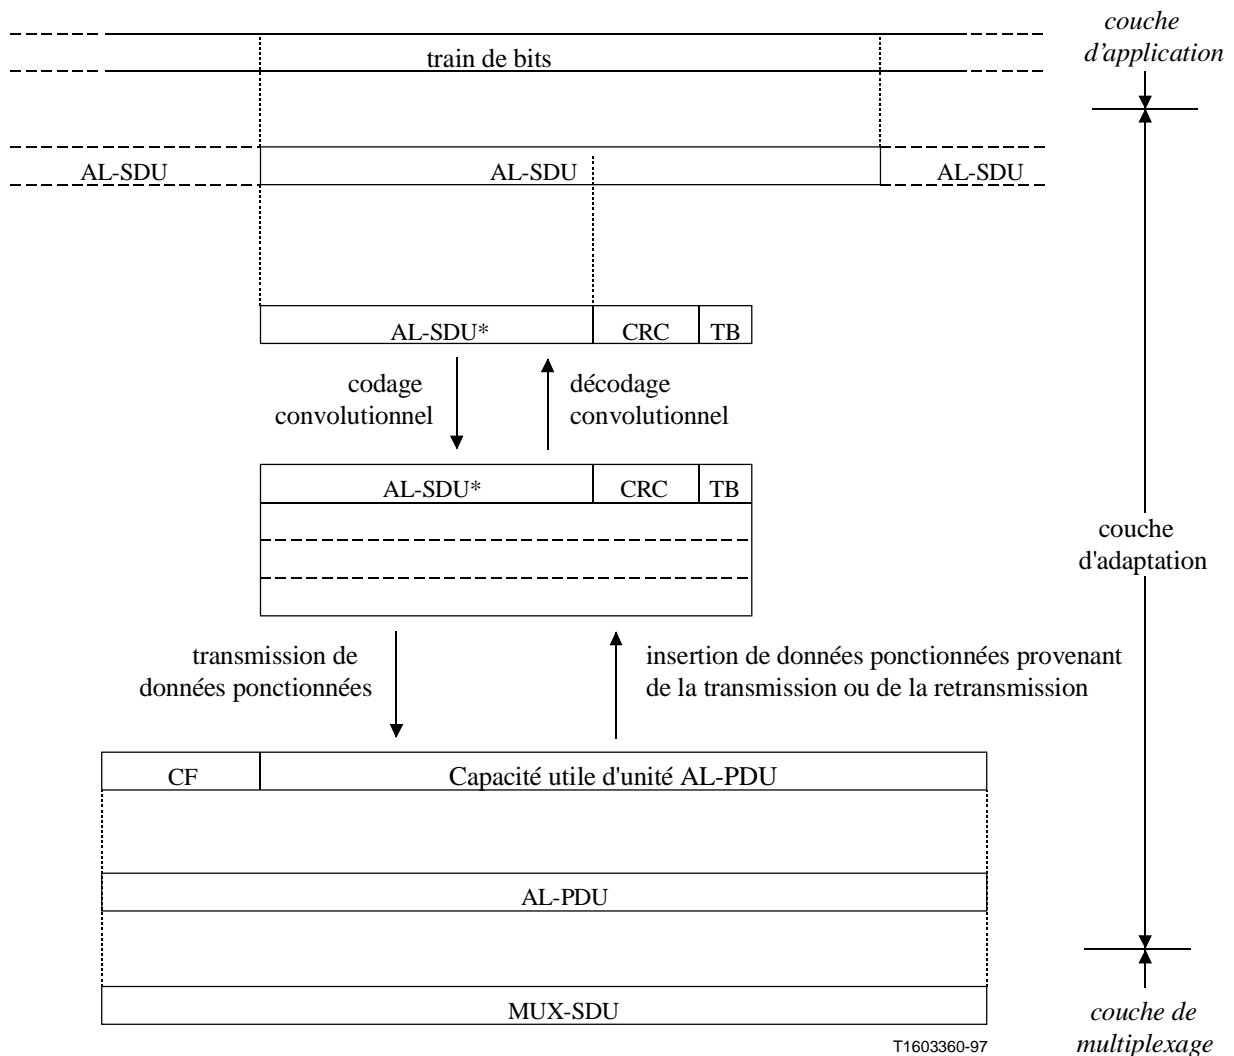 couche
d'application
train de bits
AL-SDU
AL-SDU
AL-SDU
AL-SDU*
CRC
TB
codage
convolutionnel
décodage
convolutionnel
AL-SDU*
CRC
TB
couche
d'adaptation
transmission de
données ponctionnées
insertion de données ponctionnées provenant
de la transmission ou de la retransmission
CF
Capacité utile d'unité AL-PDU
AL-PDU
MUX-SDU
couche de
multiplexage
T1603360-97